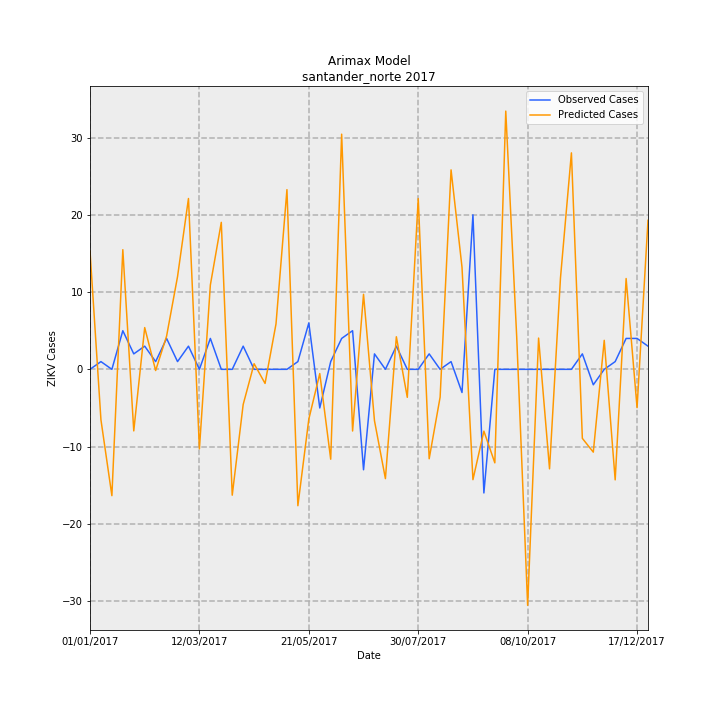 Arimax Model
santander_norte 2017
Observed Cases
Predicted Cases
ZIKV Cases
30
20
10
0
−10
−20
−30
01/01/2017 12/03/2017 21/05/2017 30/07/2017 08/10/2017 17/12/2017
Date